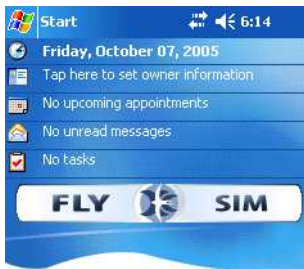 Start 6:14
Friday, October 07, 2005
Tap here to set owner information
No upcoming appointments
No unread messages
No tasks
FLY SIM